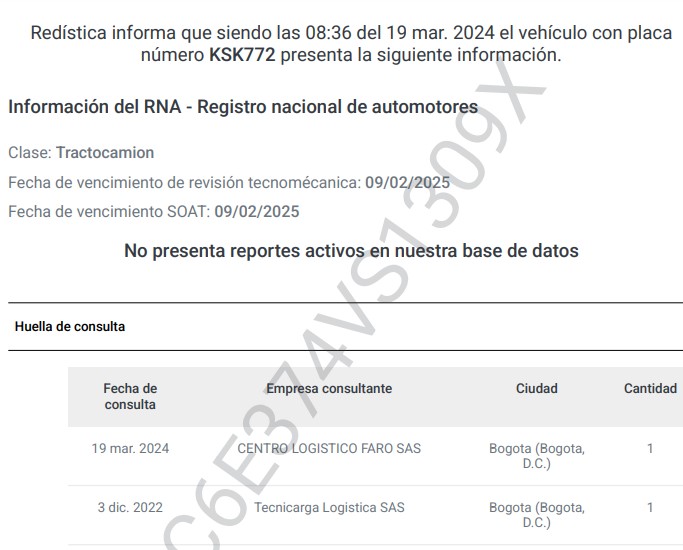 Redística informa que siendo las 08:36 del 19 mar. 2024 el vehículo con placa
número KSK772 presenta la siguiente información.
Información del RNA - Registro nacional de automotores
Clase: Tractocamion
Fecha de vencimiento de revisión tecnomécanica: 09/02/2025
Fecha de vencimiento SOAT: 09/02/2025
No presenta reportes activos en nuestra base de datos
Huella de consulta
Fecha de consulta Empresa consultante Ciudad Cantidad
19 mar. 2024 CENTRO LOGISTICO FARO SAS Bogota (Bogota, D.C.) 1
3 dic. 2022 Tecnicarga Logistica SAS Bogota (Bogota, D.C.) 1
C6E374VS1309X